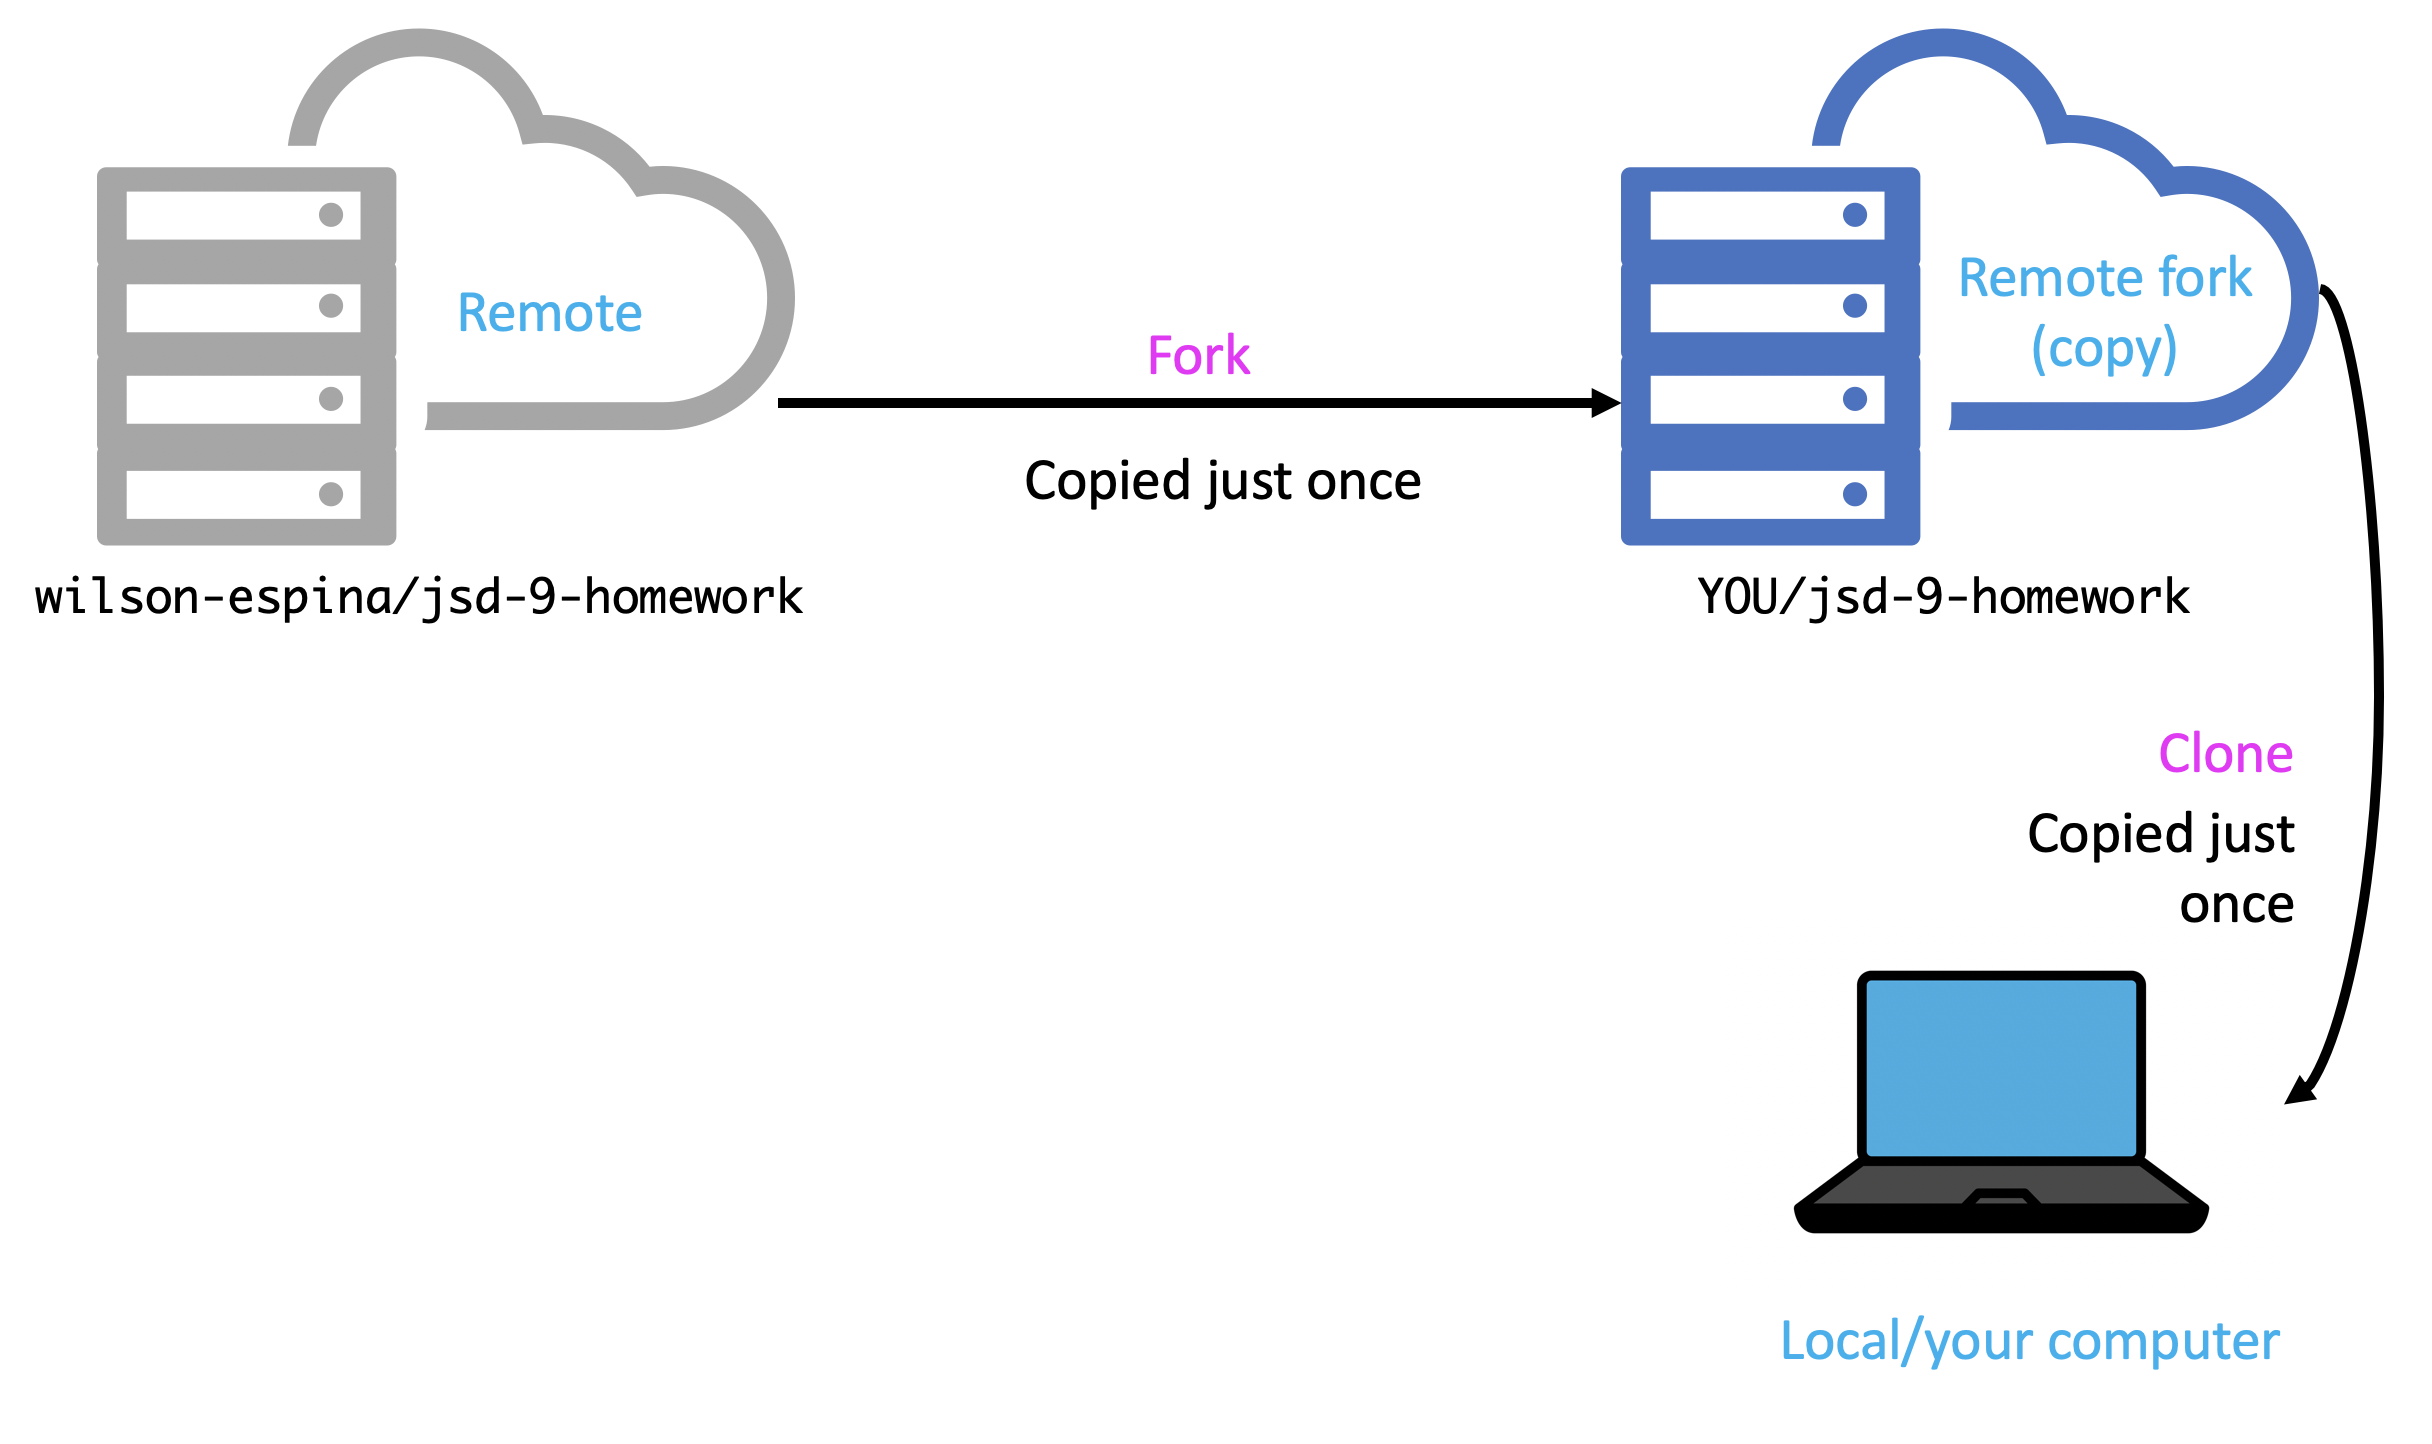 Remote
Fork
Copied just once
wilson-espina/jsd-9-homework
Remote fork
(copy)
YOU/jsd-9-homework
Clone
Copied just
once
Local/your computer